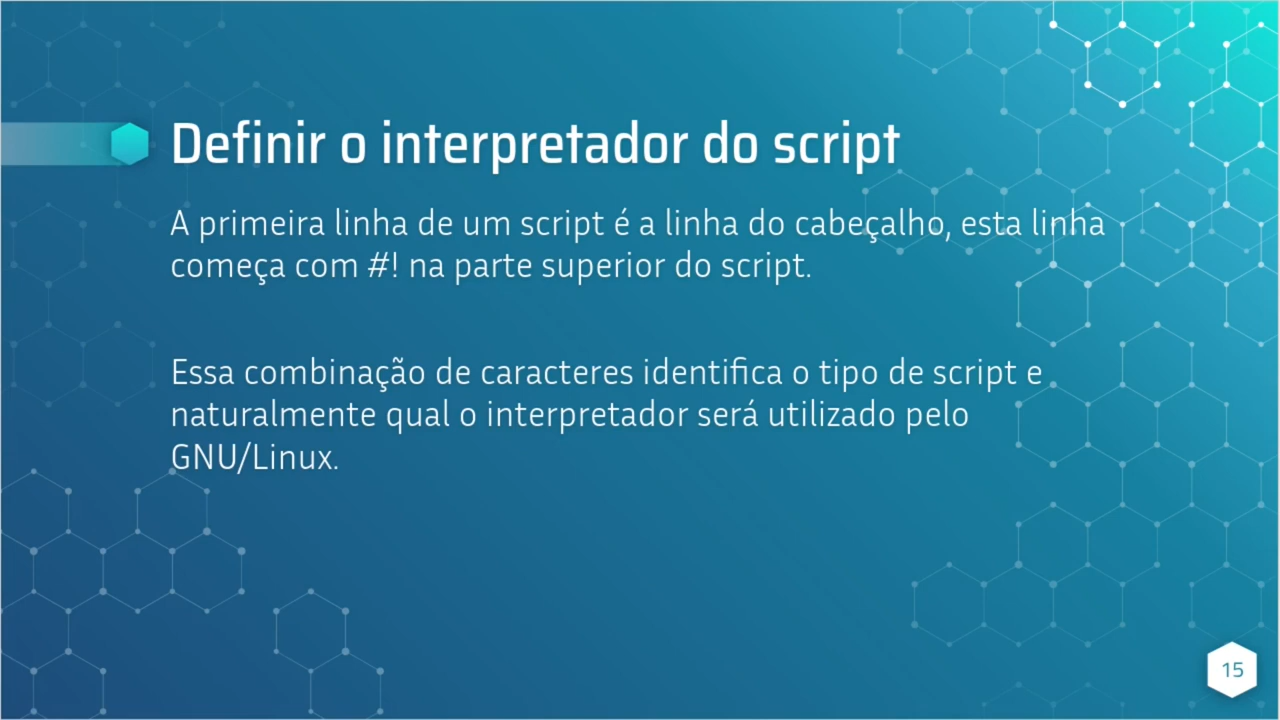 Definir o interpretador do script
A primeira linha de um script é a linha do cabeçalho, esta linha
começa com #! na parte superior do script.
Essa combinação de caracteres identifica o tipo de script e
naturalmente qual o interpretador será utilizado pelo
GNU/Linux.
15